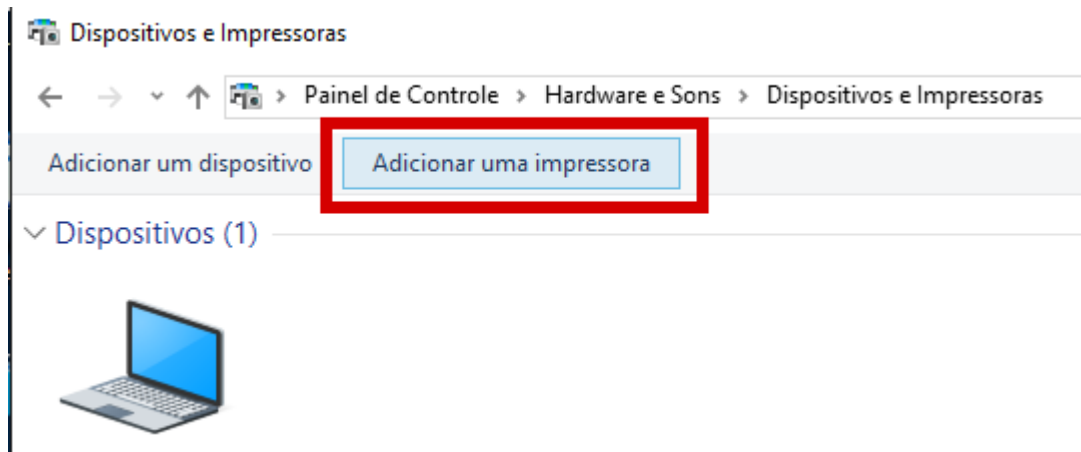 Dispositivos e Impressoras
Painel de Controle > Hardware e Sons > Dispositivos e Impressoras
Adicionar um dispositivo Adicionar uma impressora
Dispositivos (1)